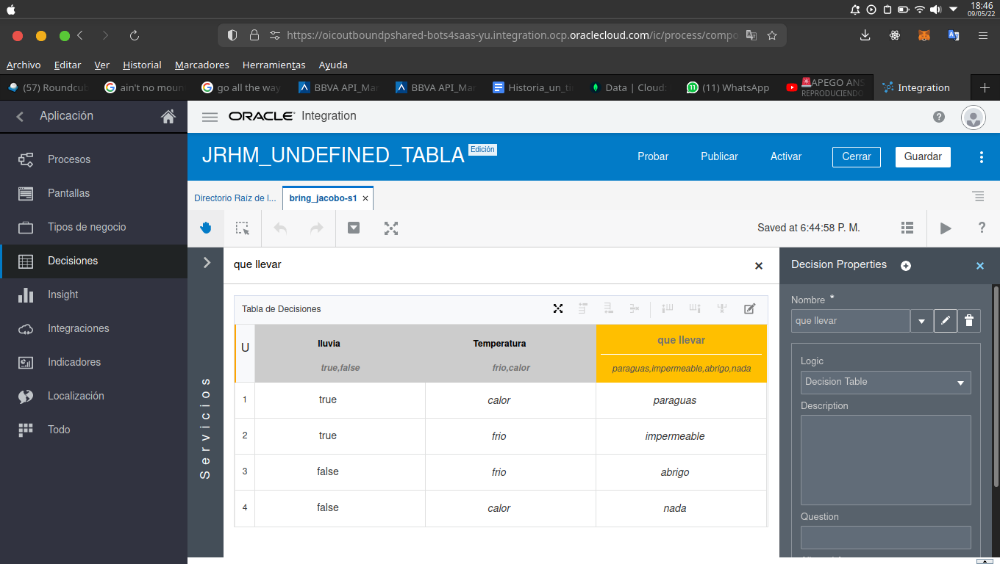 18:46
09/05/22
https://oicoutboundpshared-bots4saas-yu.integration.ocp.oraclecloud.com/ic/process/compo
Archivo Editar Ver Historial Marcadores Herramientas Ayuda
(57) Roundcub
ain't no moun
go all the way
BBVA API_Mar
BBVA API_Mar
Historia_un_ti
Data | Cloud:
(11) WhatsApp
APEGO ANS
REPRODUCIENDO
Integration
Aplicación
ORACLE Integration
Procesos
Pantallas
Tipos de negocio
Decisiones
Insight
Integraciones
Indicadores
Localización
Todo
JRHM_UNDEFINED_TABLA Edición
Probar Publicar Activar Cerrar Guardar
Directorio Raíz de l... bring_jacobo-s1
Saved at 6:44:58 P. M.
Servicios
que llevar
Tabla de Decisiones
U lluvia Temperatura que llevar
true,false frio,calor paraguas,impermeable,abrigo,nada
1 true calor paraguas
2 true frio impermeable
3 false frio abrigo
4 false calor nada
Decision Properties
Nombre *
que llevar
Logic
Decision Table
Description
Question